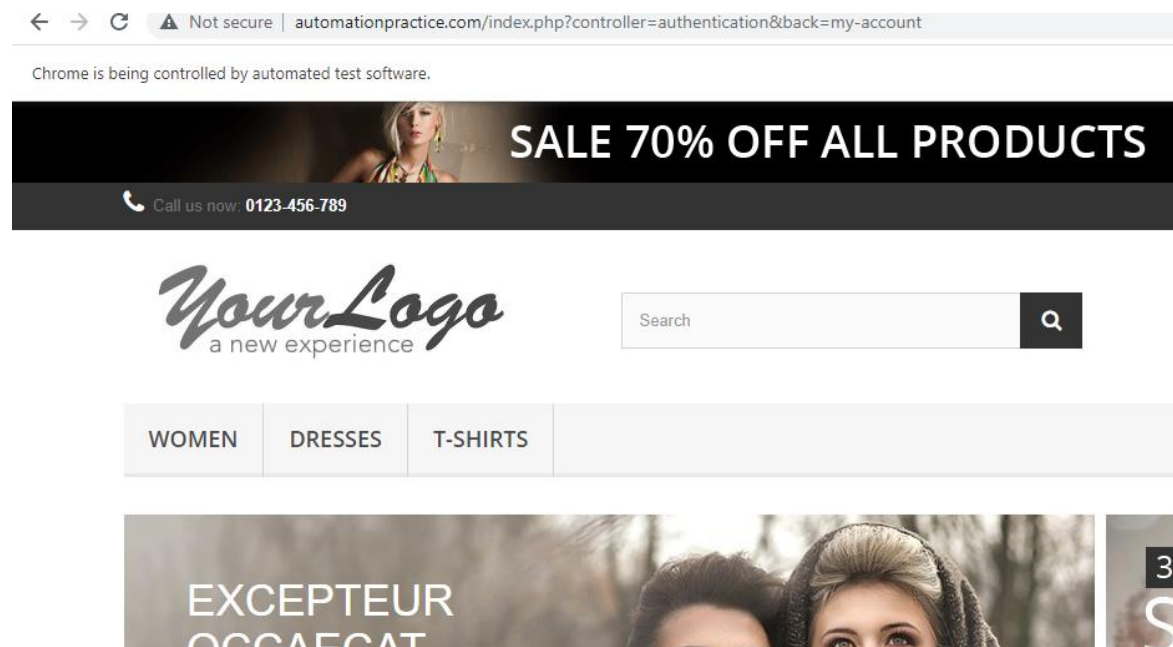 Not secure | automationpractice.com/index.php?controller=authentication&back=my-account
Chrome is being controlled by automated test software.
SALE 70% OFF ALL PRODUCTS
Call us now: 0123-456-789
YourLogo
a new experience
Search
WOMEN DRESSES T-SHIRTS
EXCEPTEUR
OCCAECAT
3
S